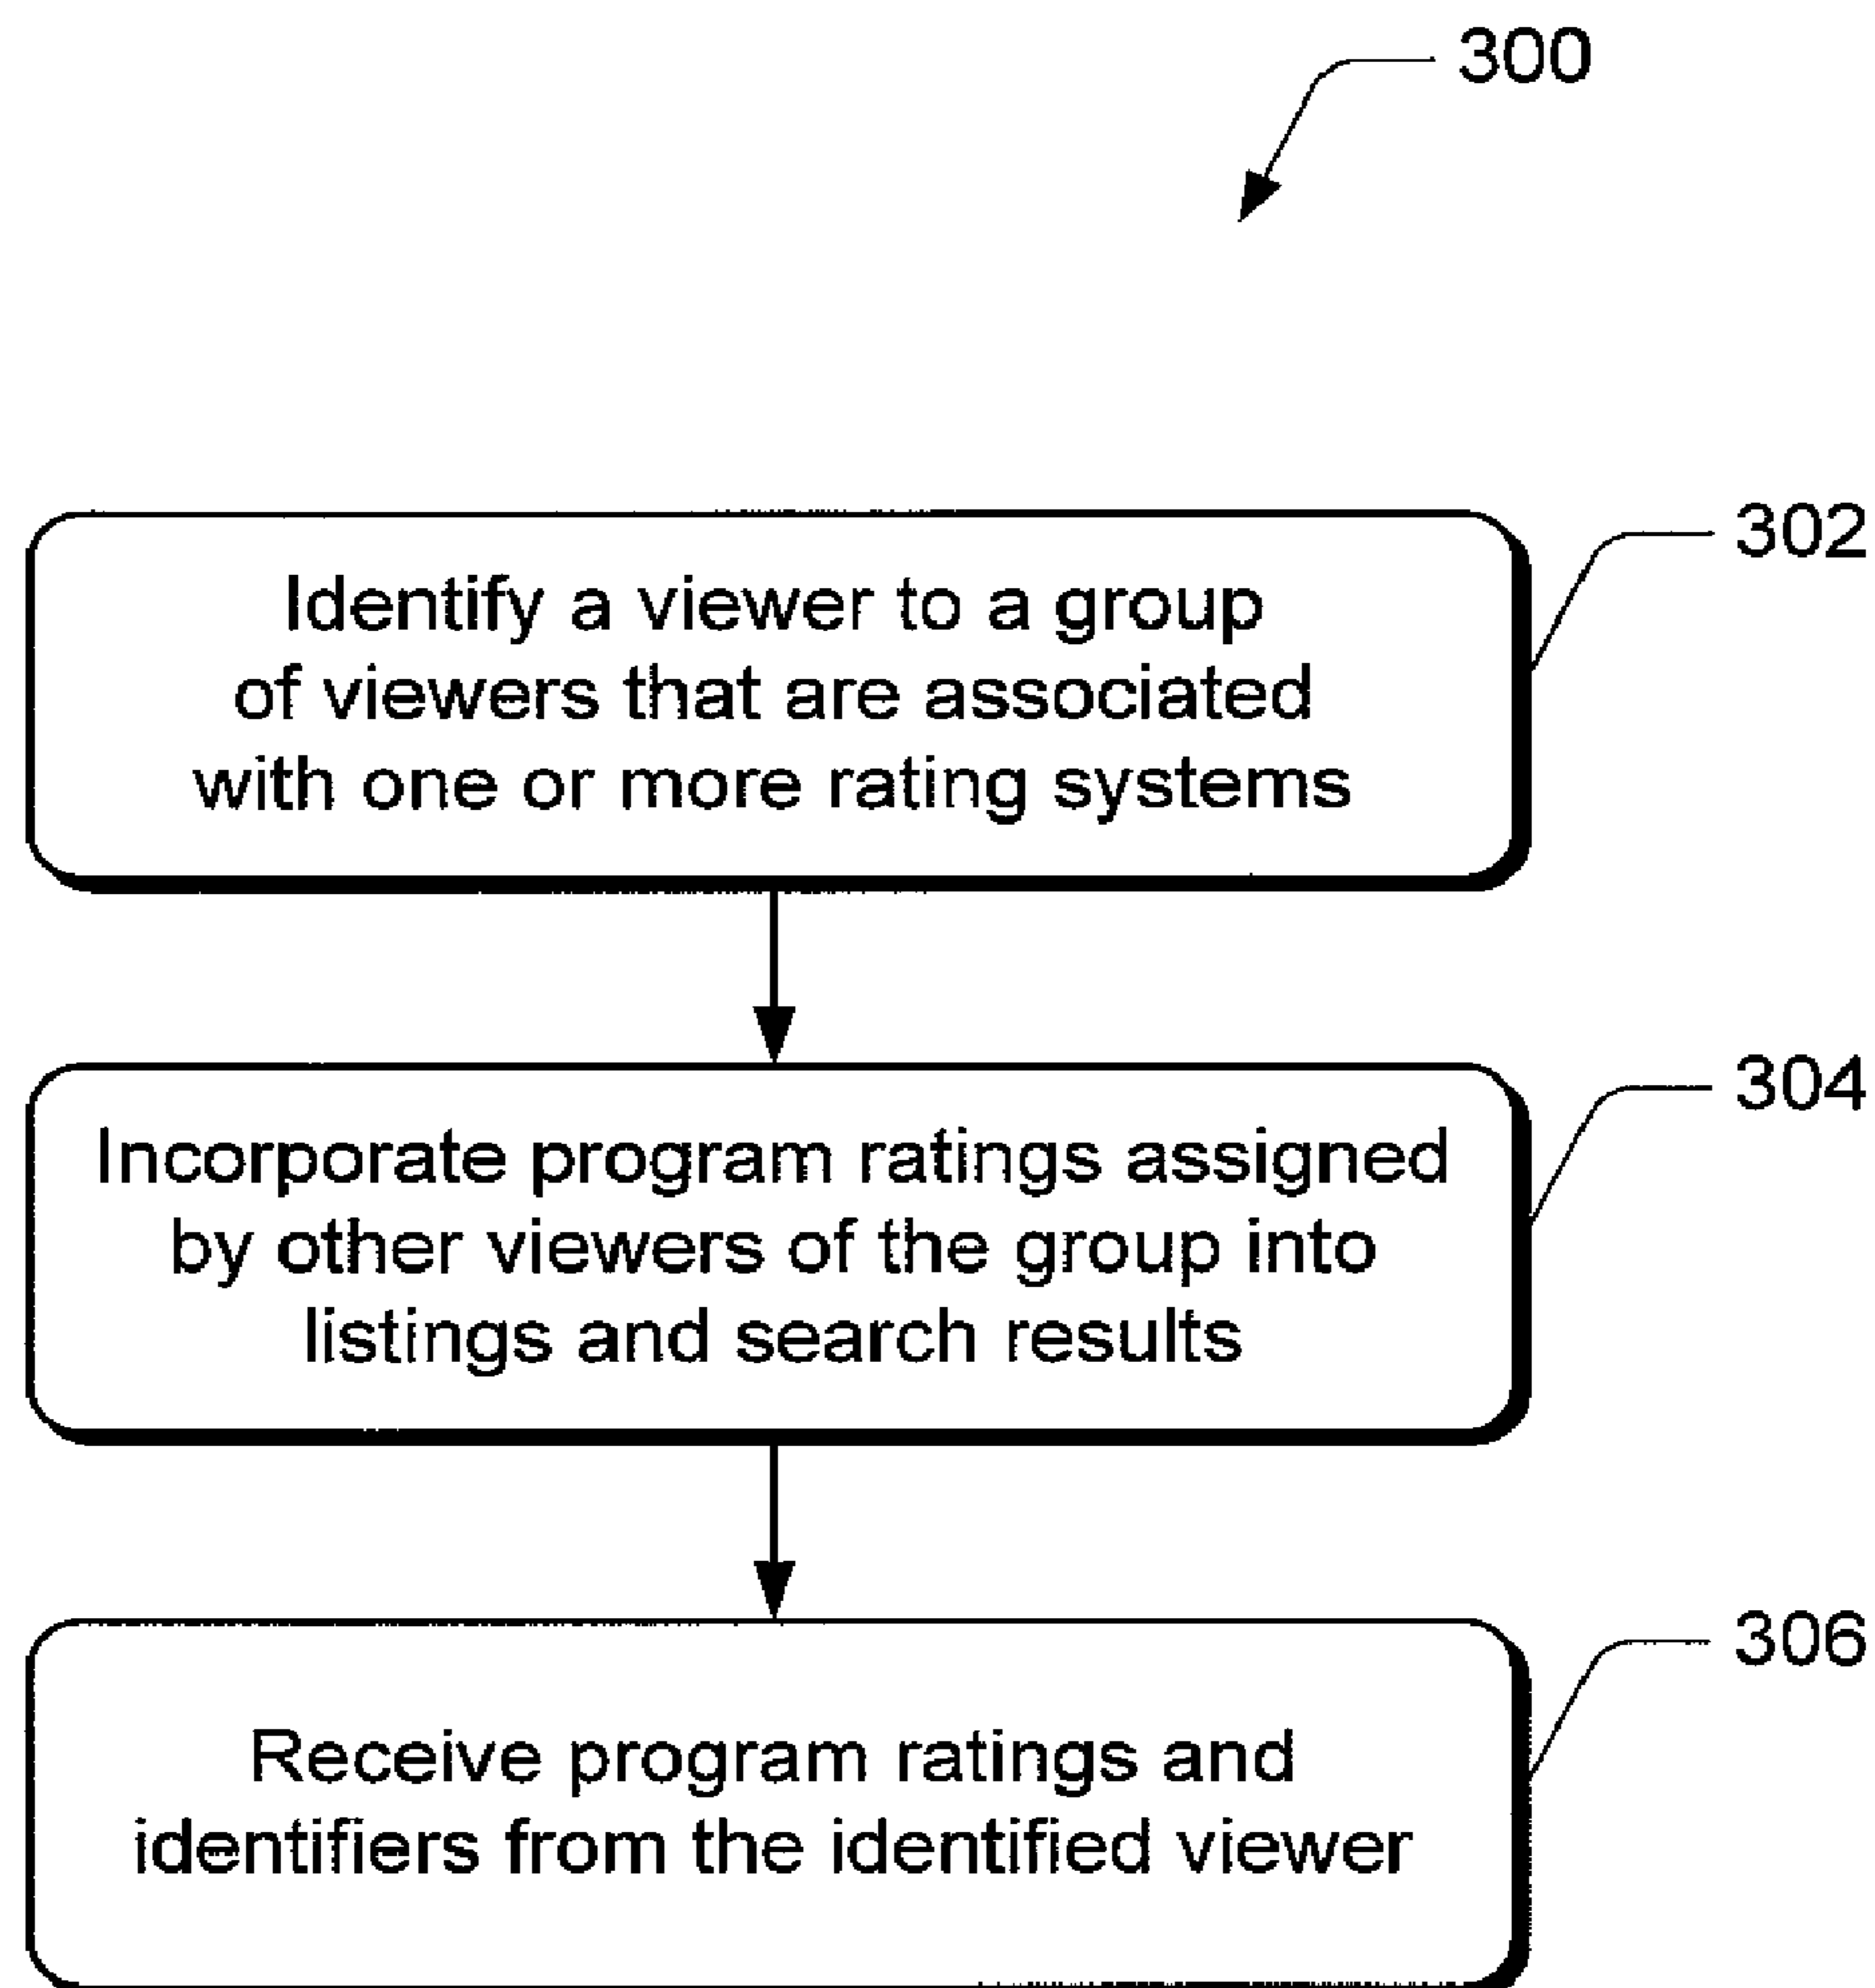 300
302
Identify a viewer to a group
of viewers that are associated
with one or more rating systems
304
Incorporate program ratings assigned
by other viewers of the group into
listings and search results
306
Receive program ratings and
identifiers from the identified viewer